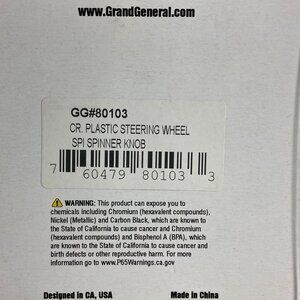 www.GrandGeneral.com
GG#80103
CR. PLASTIC STEERING WHEEL
SPI SPINNER KNOB
7 60479 80103 3
WARNING: This product can expose you to
chemicals including Chromium (hexavalent compounds),
Nickel (Metallic) and Carbon Black, which are known to
the State of California to cause cancer and Chromium
(hexavalent compounds) and Bisphenol A (BPA), which
are known to the State of California to cause cancer and
birth defects or other reproductive harm. For more
information go to www.P65Warnings.ca.gov
Designed in CA, USA Made in China